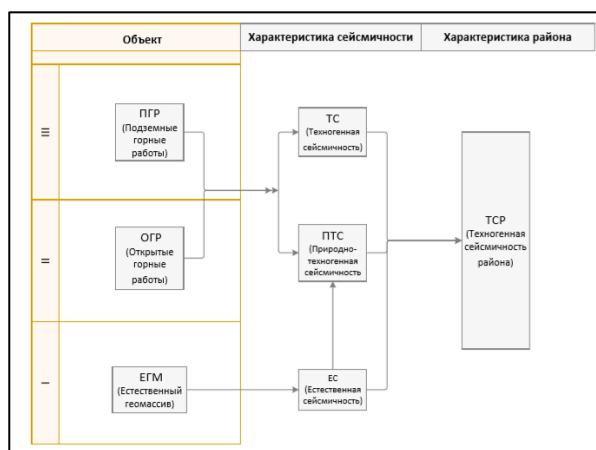 Объект
Характеристика сейсмичности
Характеристика района
III
ПГР
(Подземные
горные
работы)
ТС
(Техногенная
сейсмичность)
II
ОГР
(Открытые
горные
работы)
ПТС
(Природно-
техногенная
сейсмичность
ТСР
(Техногенная
сейсмичность
района)
I
ЕГМ
(Естественный
геомассив)
ЕС
(Естественная
сейсмичность)